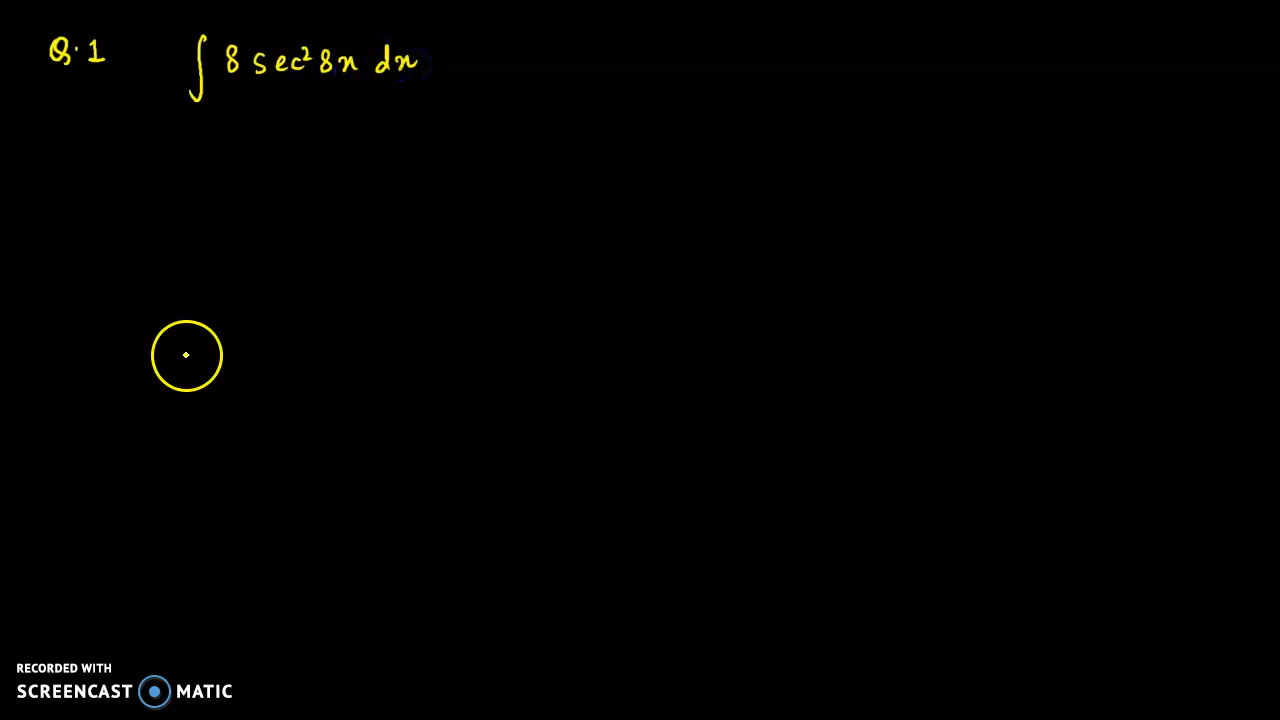 Q.1 ∫ 8 sec² 8x dx
RECORDED WITH
SCREENCAST MATIC